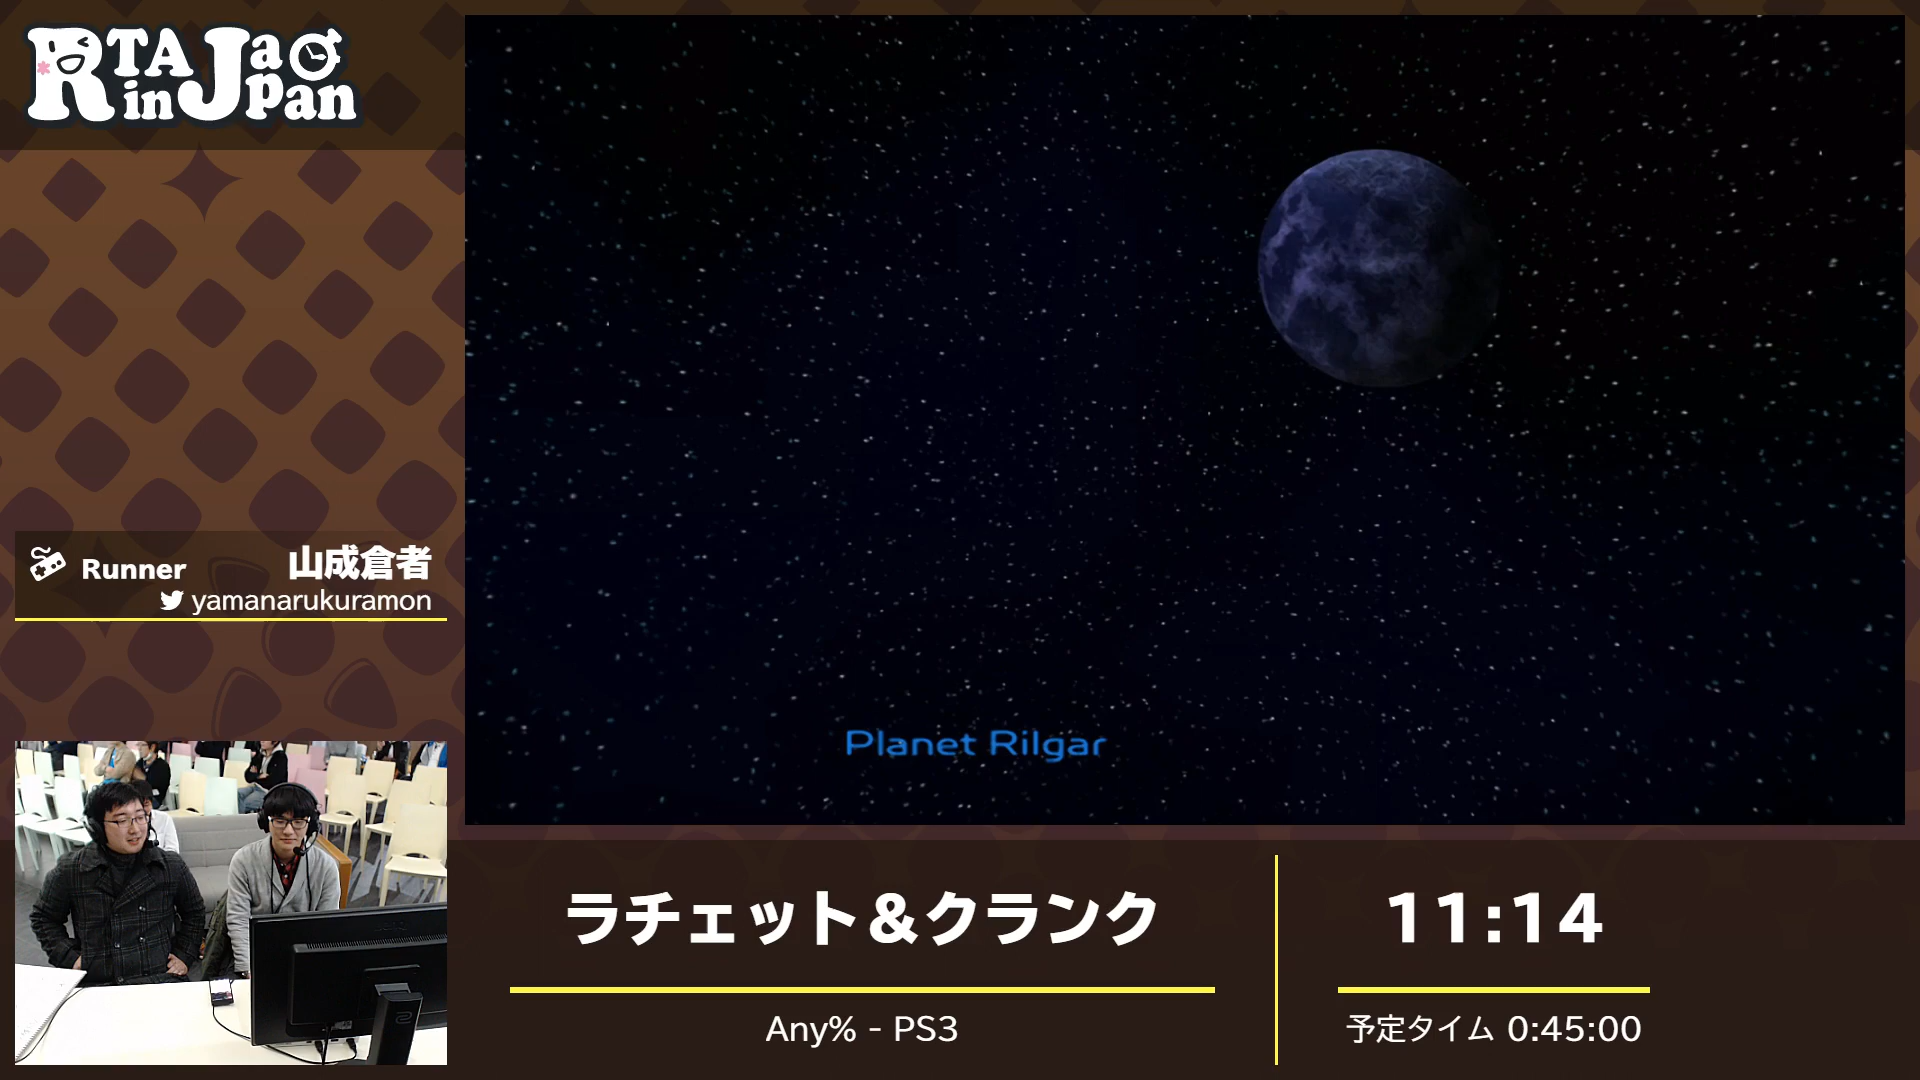 RTA in Japan
Planet Rilgar
Runner
山成倉者
yamanarukuramon
ラチェット＆クランク
11:14
Any% - PS3
予定タイム 0:45:00